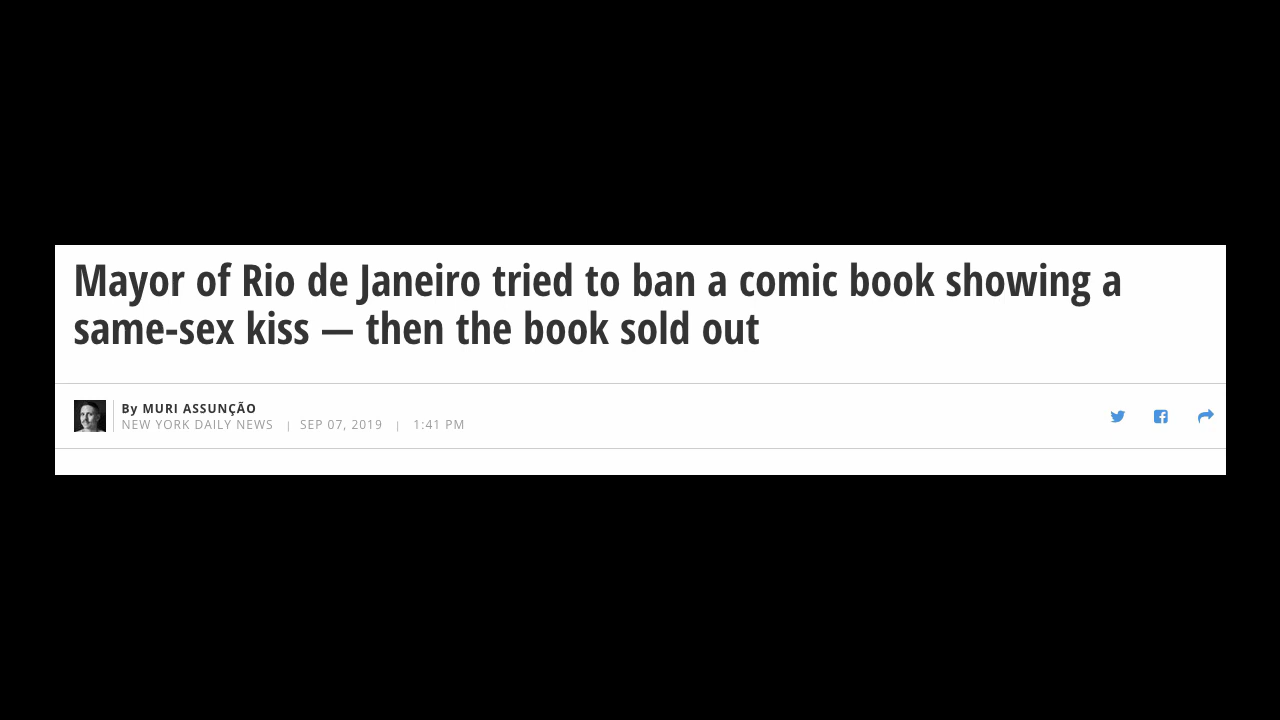 Mayor of Rio de Janeiro tried to ban a comic book showing a
same-sex kiss — then the book sold out
By MURI ASSUNÇÃO
NEW YORK DAILY NEWS | SEP 07, 2019 | 1:41 PM